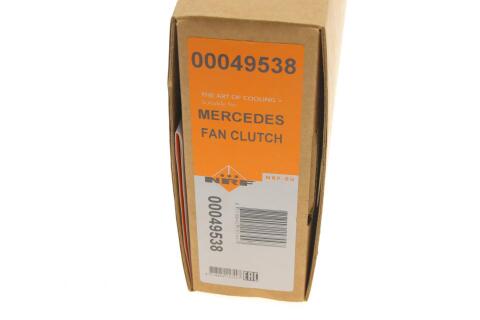 00049538
THE ART OF COOLING >
Suitable for
MERCEDES
FAN CLUTCH
NRF
NRF.EU
00049538
EAC